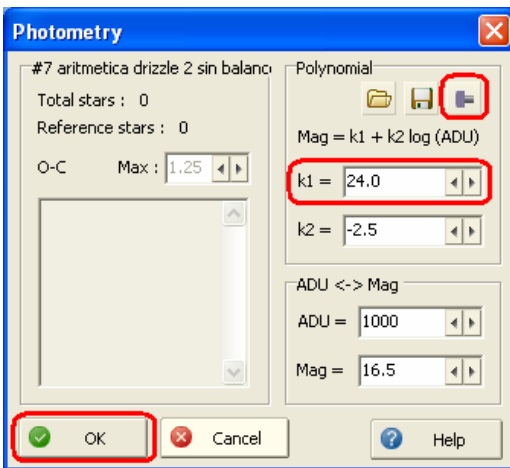 Photometry
#7 aritmetica drizzle 2 sin balanc
Total stars : 0
Reference stars : 0
O-C Max : 1.25
Polynomial
Mag = k1 + k2 log (ADU)
k1 = 24.0
k2 = -2.5
ADU <-> Mag
ADU = 1000
Mag = 16.5
OK
Cancel
Help